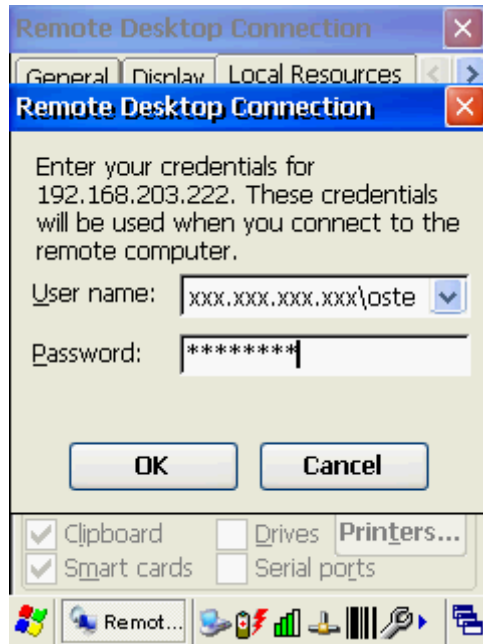 Remote Desktop Connection
General Display Local Resources
Remote Desktop Connection
Enter your credentials for
192.168.203.222. These credentials
will be used when you connect to the
remote computer.
User name: xxx.xxx.xxx.xxx\oste
Password: ********
OK Cancel
Clipboard Drives Printers...
Smart cards Serial ports
Remot...